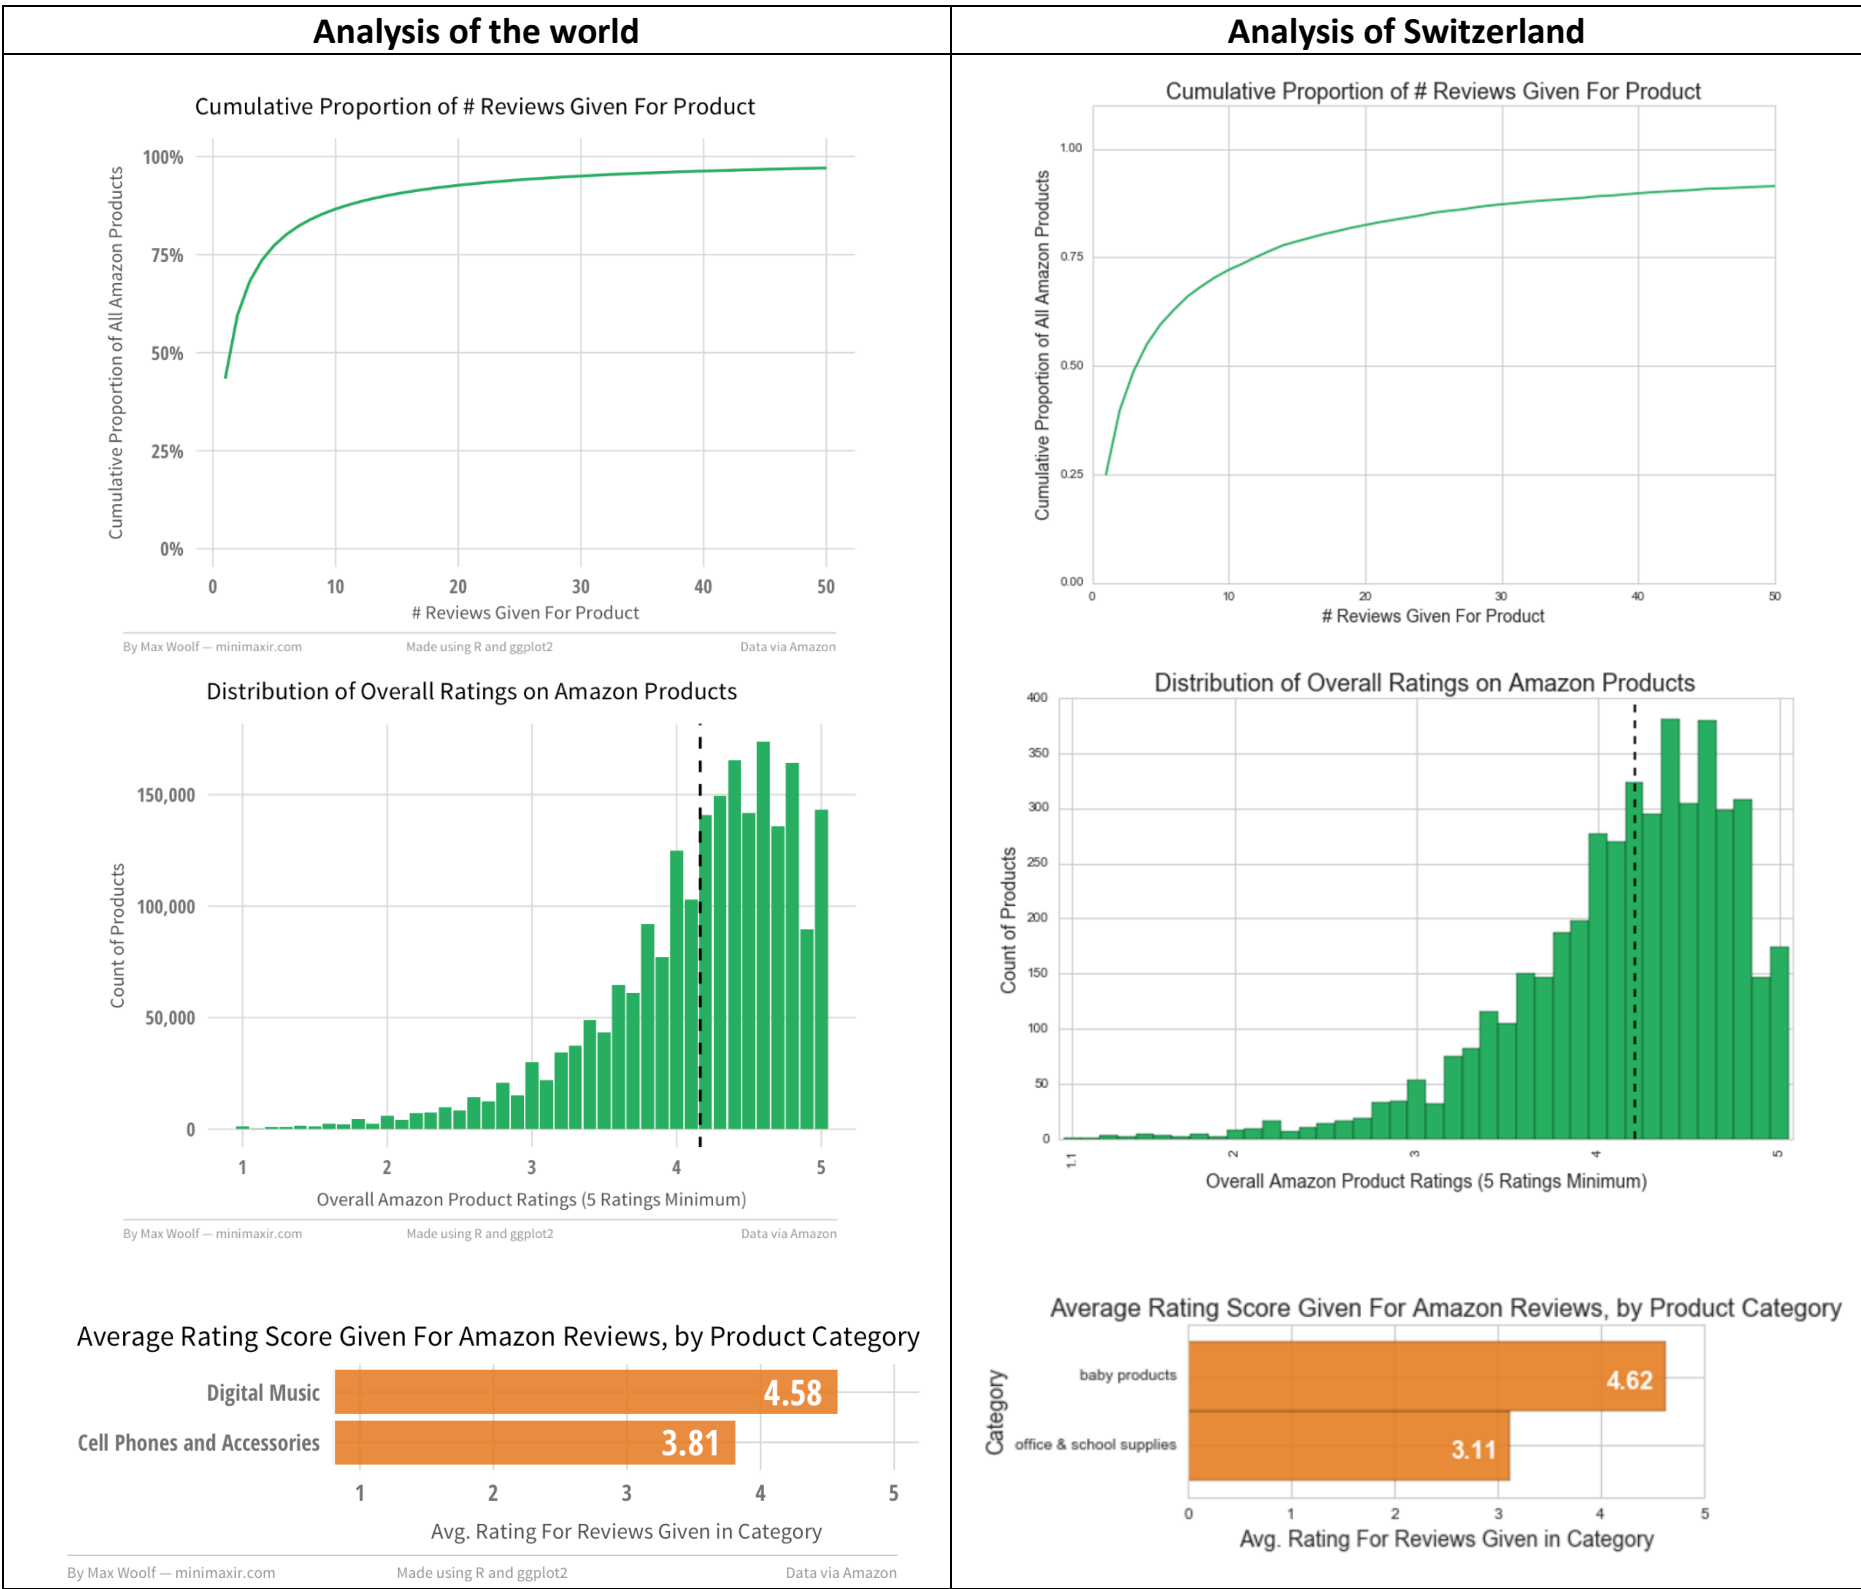 Analysis of the world
Cumulative Proportion of # Reviews Given For Product
Cumulative Proportion of All Amazon Products
100%
75%
50%
25%
0%
0 10 20 30 40 50
# Reviews Given For Product
By Max Woolf — minimaxir.com Made using R and ggplot2 Data via Amazon
Distribution of Overall Ratings on Amazon Products
Count of Products
150,000
100,000
50,000
0
1 2 3 4 5
Overall Amazon Product Ratings (5 Ratings Minimum)
By Max Woolf — minimaxir.com Made using R and ggplot2 Data via Amazon
Average Rating Score Given For Amazon Reviews, by Product Category
Digital Music 4.58
Cell Phones and Accessories 3.81
1 2 3 4 5
Avg. Rating For Reviews Given in Category
By Max Woolf — minimaxir.com Made using R and ggplot2 Data via Amazon
Analysis of Switzerland
Cumulative Proportion of # Reviews Given For Product
Cumulative Proportion of All Amazon Products
1.00
0.75
0.50
0.25
0.00
0 10 20 30 40 50
# Reviews Given For Product
Distribution of Overall Ratings on Amazon Products
Count of Products
400
350
300
250
200
150
100
50
0
1.1 2 3 4 5
Overall Amazon Product Ratings (5 Ratings Minimum)
Average Rating Score Given For Amazon Reviews, by Product Category
Category
baby products 4.62
office & school supplies 3.11
0 1 2 3 4 5
Avg. Rating For Reviews Given in Category